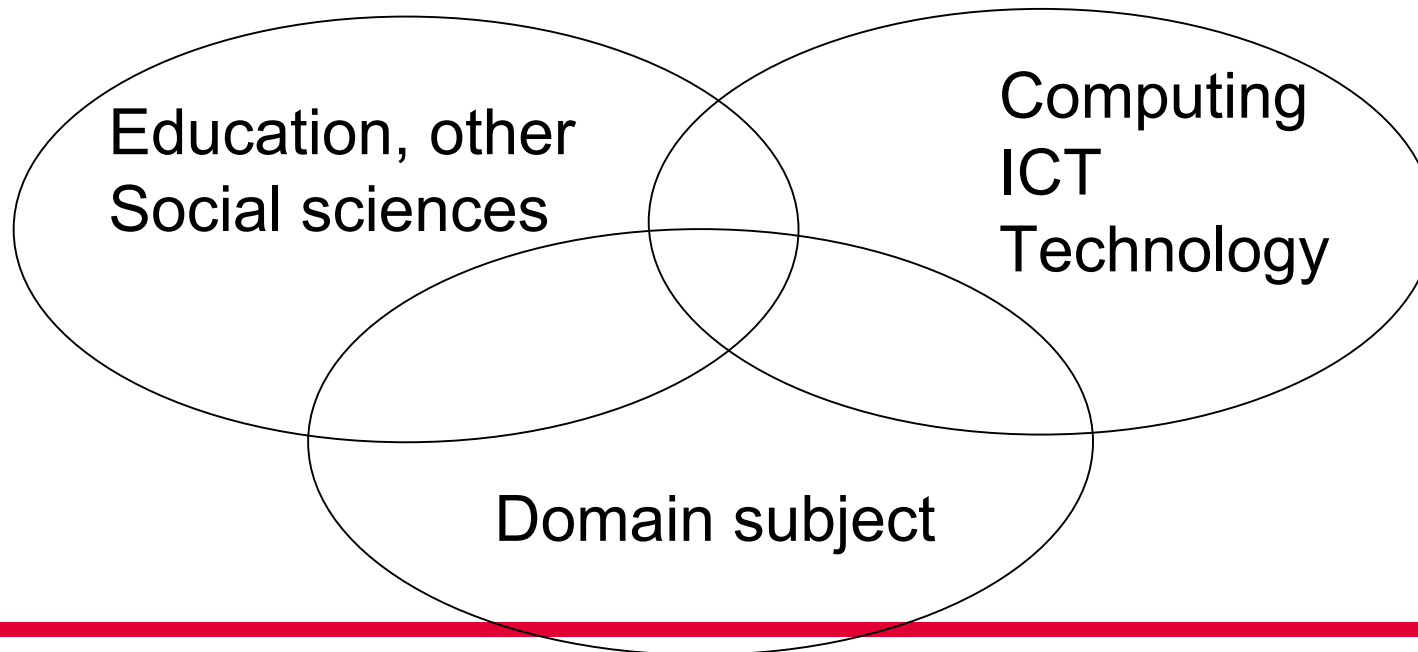 Education, other
Social sciences
Computing
ICT
Technology
Domain subject